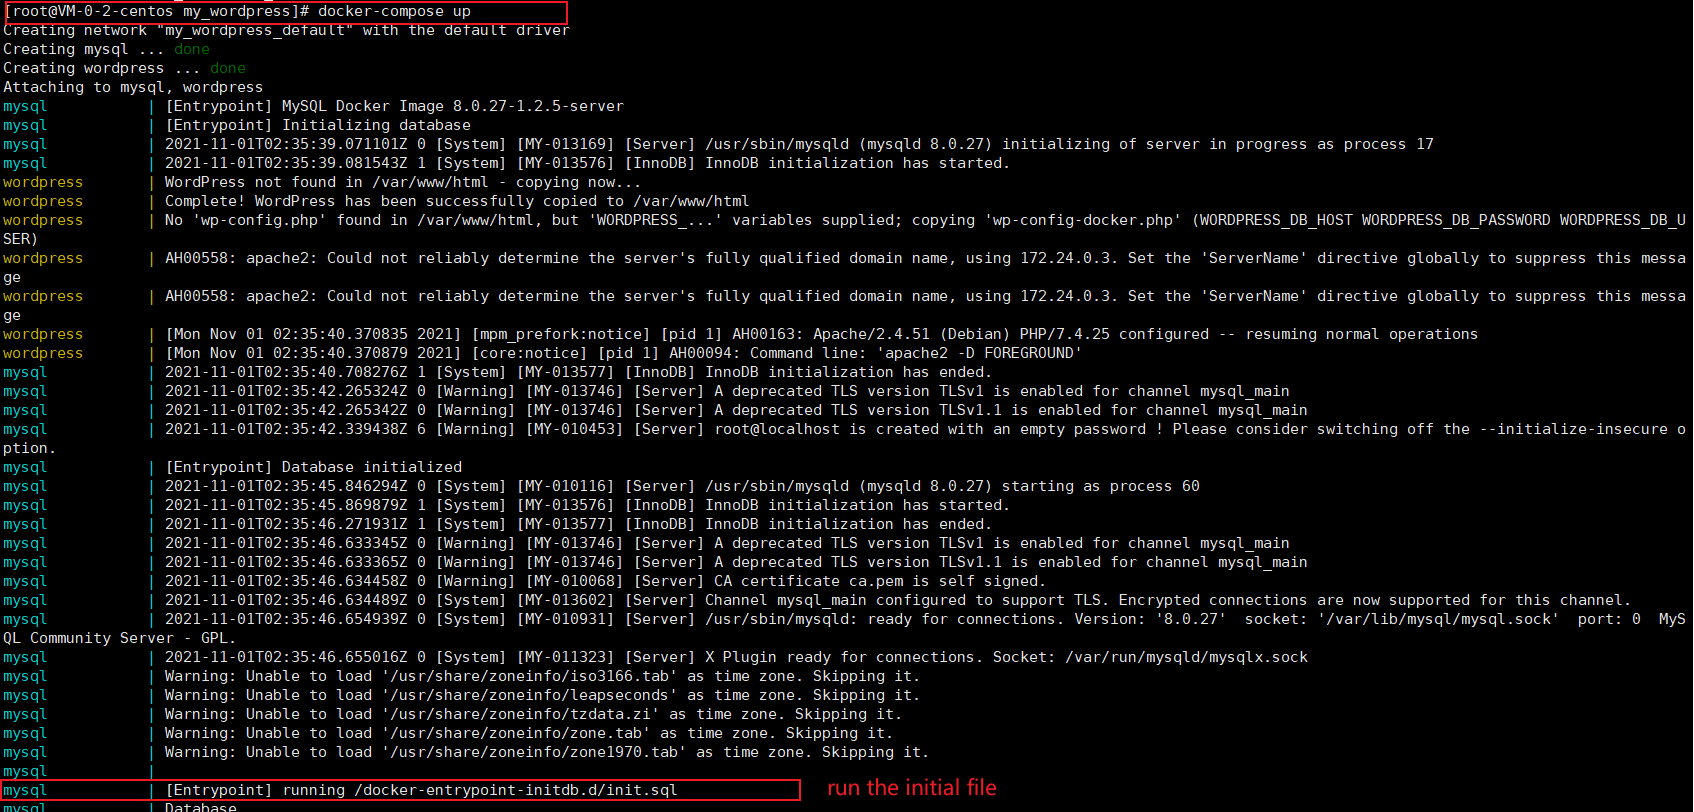 [root@VM-0-2-centos my_wordpress]# docker-compose up
Creating network "my_wordpress_default" with the default driver
Creating mysql ... done
Creating wordpress ... done
Attaching to mysql, wordpress
mysql | [Entrypoint] MySQL Docker Image 8.0.27-1.2.5-server
mysql | [Entrypoint] Initializing database
mysql | 2021-11-01T02:35:39.071101Z 0 [System] [MY-013169] [Server] /usr/sbin/mysqld (mysqld 8.0.27) initializing of server in progress as process 17
mysql | 2021-11-01T02:35:39.081543Z 1 [System] [MY-013576] [InnoDB] InnoDB initialization has started.
wordpress | WordPress not found in /var/www/html - copying now...
wordpress | Complete! WordPress has been successfully copied to /var/www/html
wordpress | No 'wp-config.php' found in /var/www/html, but 'WORDPRESS_...' variables supplied; copying 'wp-config-docker.php' (WORDPRESS_DB_HOST WORDPRESS_DB_PASSWORD WORDPRESS_DB_U
SER)
wordpress | AH00558: apache2: Could not reliably determine the server's fully qualified domain name, using 172.24.0.3. Set the 'ServerName' directive globally to suppress this messa
ge
wordpress | AH00558: apache2: Could not reliably determine the server's fully qualified domain name, using 172.24.0.3. Set the 'ServerName' directive globally to suppress this messa
ge
wordpress | [Mon Nov 01 02:35:40.370835 2021] [mpm_prefork:notice] [pid 1] AH00163: Apache/2.4.51 (Debian) PHP/7.4.25 configured -- resuming normal operations
wordpress | [Mon Nov 01 02:35:40.370879 2021] [core:notice] [pid 1] AH00094: Command line: 'apache2 -D FOREGROUND'
mysql | 2021-11-01T02:35:40.708276Z 1 [System] [MY-013577] [InnoDB] InnoDB initialization has ended.
mysql | 2021-11-01T02:35:42.265324Z 0 [Warning] [MY-013746] [Server] A deprecated TLS version TLSv1 is enabled for channel mysql_main
mysql | 2021-11-01T02:35:42.265342Z 0 [Warning] [MY-013746] [Server] A deprecated TLS version TLSv1.1 is enabled for channel mysql_main
mysql | 2021-11-01T02:35:42.339438Z 6 [Warning] [MY-010453] [Server] root@localhost is created with an empty password ! Please consider switching off the --initialize-insecure o
ption.
mysql | [Entrypoint] Database initialized
mysql | 2021-11-01T02:35:45.846294Z 0 [System] [MY-010116] [Server] /usr/sbin/mysqld (mysqld 8.0.27) starting as process 60
mysql | 2021-11-01T02:35:45.869879Z 1 [System] [MY-013576] [InnoDB] InnoDB initialization has started.
mysql | 2021-11-01T02:35:46.271931Z 1 [System] [MY-013577] [InnoDB] InnoDB initialization has ended.
mysql | 2021-11-01T02:35:46.633345Z 0 [Warning] [MY-013746] [Server] A deprecated TLS version TLSv1 is enabled for channel mysql_main
mysql | 2021-11-01T02:35:46.633365Z 0 [Warning] [MY-013746] [Server] A deprecated TLS version TLSv1.1 is enabled for channel mysql_main
mysql | 2021-11-01T02:35:46.634458Z 0 [Warning] [MY-010068] [Server] CA certificate ca.pem is self signed.
mysql | 2021-11-01T02:35:46.634489Z 0 [System] [MY-013602] [Server] Channel mysql_main configured to support TLS. Encrypted connections are now supported for this channel.
mysql | 2021-11-01T02:35:46.654939Z 0 [System] [MY-010931] [Server] /usr/sbin/mysqld: ready for connections. Version: '8.0.27'  socket: '/var/lib/mysql/mysql.sock'  port: 0  MyS
QL Community Server - GPL.
mysql | 2021-11-01T02:35:46.655016Z 0 [System] [MY-011323] [Server] X Plugin ready for connections. Socket: /var/run/mysqld/mysqlx.sock
mysql | Warning: Unable to load '/usr/share/zoneinfo/iso3166.tab' as time zone. Skipping it.
mysql | Warning: Unable to load '/usr/share/zoneinfo/leapseconds' as time zone. Skipping it.
mysql | Warning: Unable to load '/usr/share/zoneinfo/tzdata.zi' as time zone. Skipping it.
mysql | Warning: Unable to load '/usr/share/zoneinfo/zone.tab' as time zone. Skipping it.
mysql | Warning: Unable to load '/usr/share/zoneinfo/zone1970.tab' as time zone. Skipping it.
mysql |
mysql | [Entrypoint] running /docker-entrypoint-initdb.d/init.sql run the initial file
mysql | Database